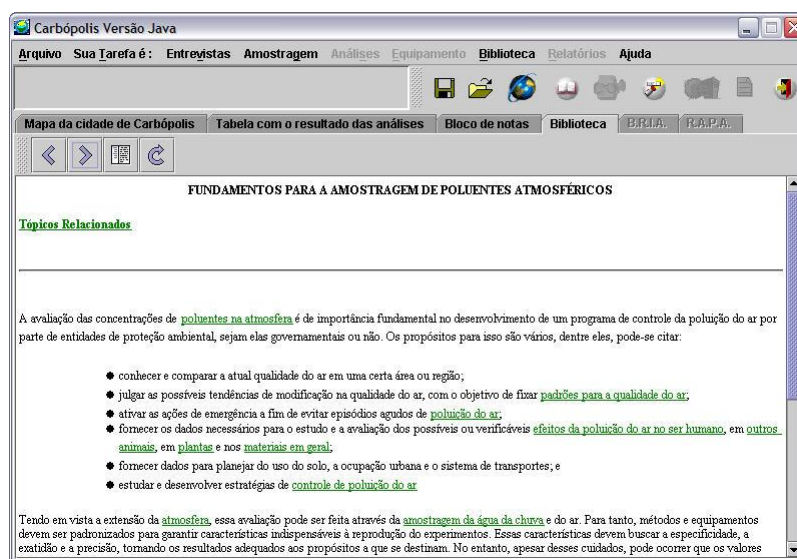 Carbópolis Versão Java
Arquivo Sua Tarefa é : Entrevistas Amostragem Análises Equipamento Biblioteca Relatórios Ajuda
Mapa da cidade de Carbópolis Tabela com o resultado das análises Bloco de notas Biblioteca B.R.I.A. R.A.P.A.
FUNDAMENTOS PARA A AMOSTRAGEM DE POLUENTES ATMOSFÉRICOS
Tópicos Relacionados
A avaliação das concentrações de poluentes na atmosfera é de importância fundamental no desenvolvimento de um programa de controle da poluição do ar por
parte de entidades de proteção ambiental, sejam elas governamentais ou não. Os propósitos para isso são vários, dentre eles, pode-se citar:
conhecer e comparar a atual qualidade do ar em uma certa área ou região;
julgar as possíveis tendências de modificação na qualidade do ar, com o objetivo de fixar padrões para a qualidade do ar;
ativar as ações de emergência a fim de evitar episódios agudos de poluição do ar;
fornecer os dados necessários para o estudo e a avaliação dos possíveis ou verificáveis efeitos da poluição do ar no ser humano, em outros
animais, em plantas e nos materiais em geral;
fornecer dados para planejar do uso do solo, a ocupação urbana e o sistema de transportes; e
estudar e desenvolver estratégias de controle de poluição do ar
Tendo em vista a extensão da atmosfera, essa avaliação pode ser feita através da amostragem da água da chuva e do ar. Para tanto, métodos e equipamentos
devem ser padronizados para garantir características indispensáveis à reprodução do experimentos. Essas características devem buscar a especificidade, a
exatidão e a precisão, tornando os resultados adequados aos propósitos a que se destinam. No entanto, apesar desses cuidados, pode ocorrer que os valores